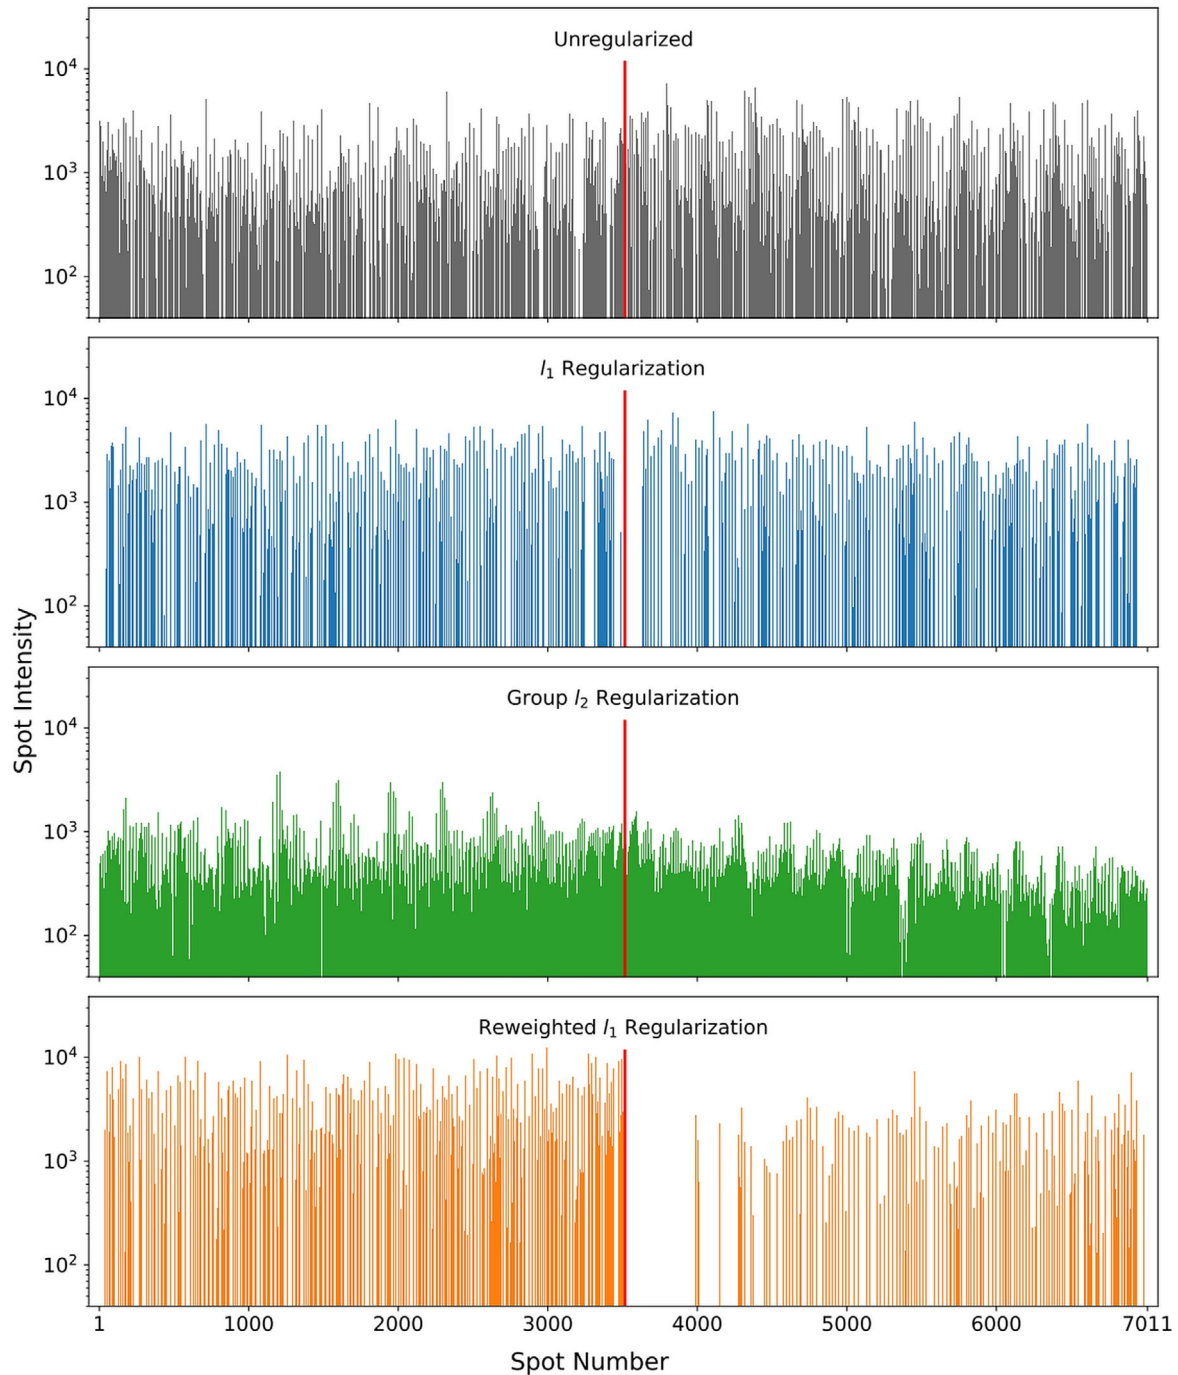 Unregularized
10⁴
10³
10²
l₁ Regularization
10⁴
10³
10²
Group l₂ Regularization
10⁴
10³
10²
Reweighted l₁ Regularization
10⁴
10³
10²
Spot Intensity
1 1000 2000 3000 4000 5000 6000 7011
Spot Number